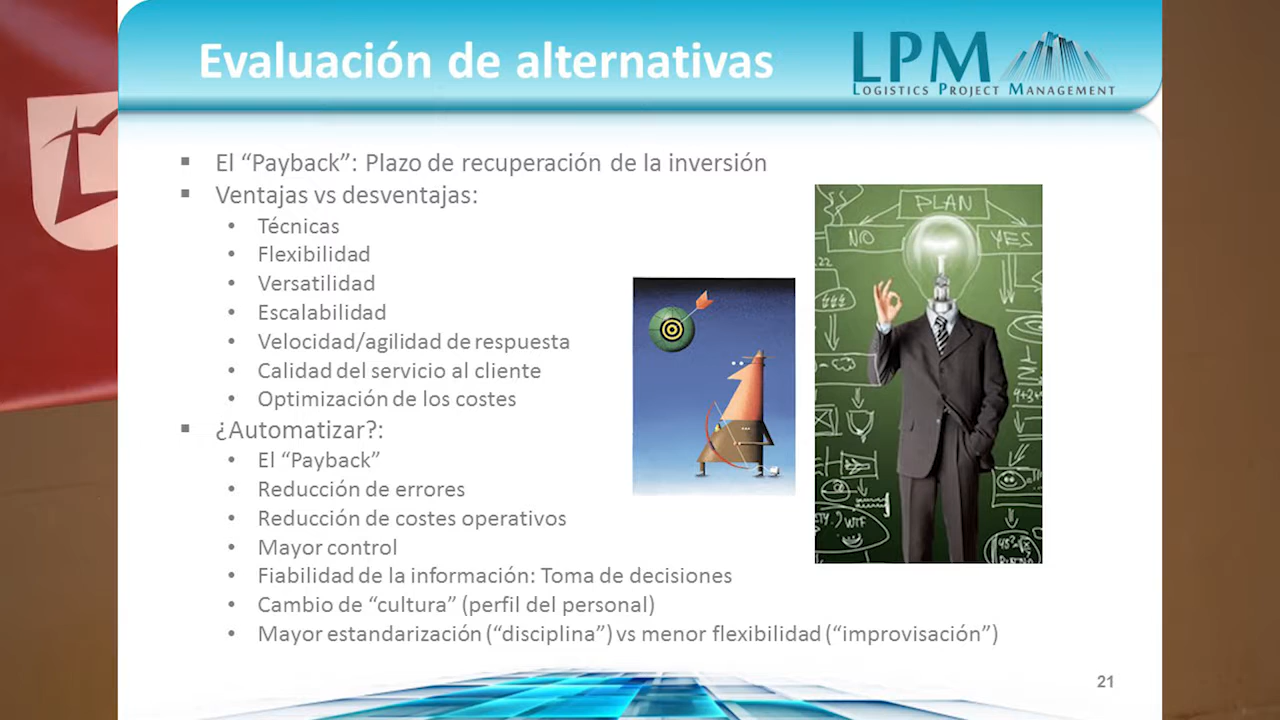 Evaluación de alternativas
LPM
LOGISTICS PROJECT MANAGEMENT
▪ El “Payback”: Plazo de recuperación de la inversión
▪ Ventajas vs desventajas:
• Técnicas
• Flexibilidad
• Versatilidad
• Escalabilidad
• Velocidad/agilidad de respuesta
• Calidad del servicio al cliente
• Optimización de los costes
▪ ¿Automatizar?:
• El “Payback”
• Reducción de errores
• Reducción de costes operativos
• Mayor control
• Fiabilidad de la información: Toma de decisiones
• Cambio de “cultura” (perfil del personal)
• Mayor estandarización (“disciplina”) vs menor flexibilidad (“improvisación”)
PLAN
NO
YES
WTF
21